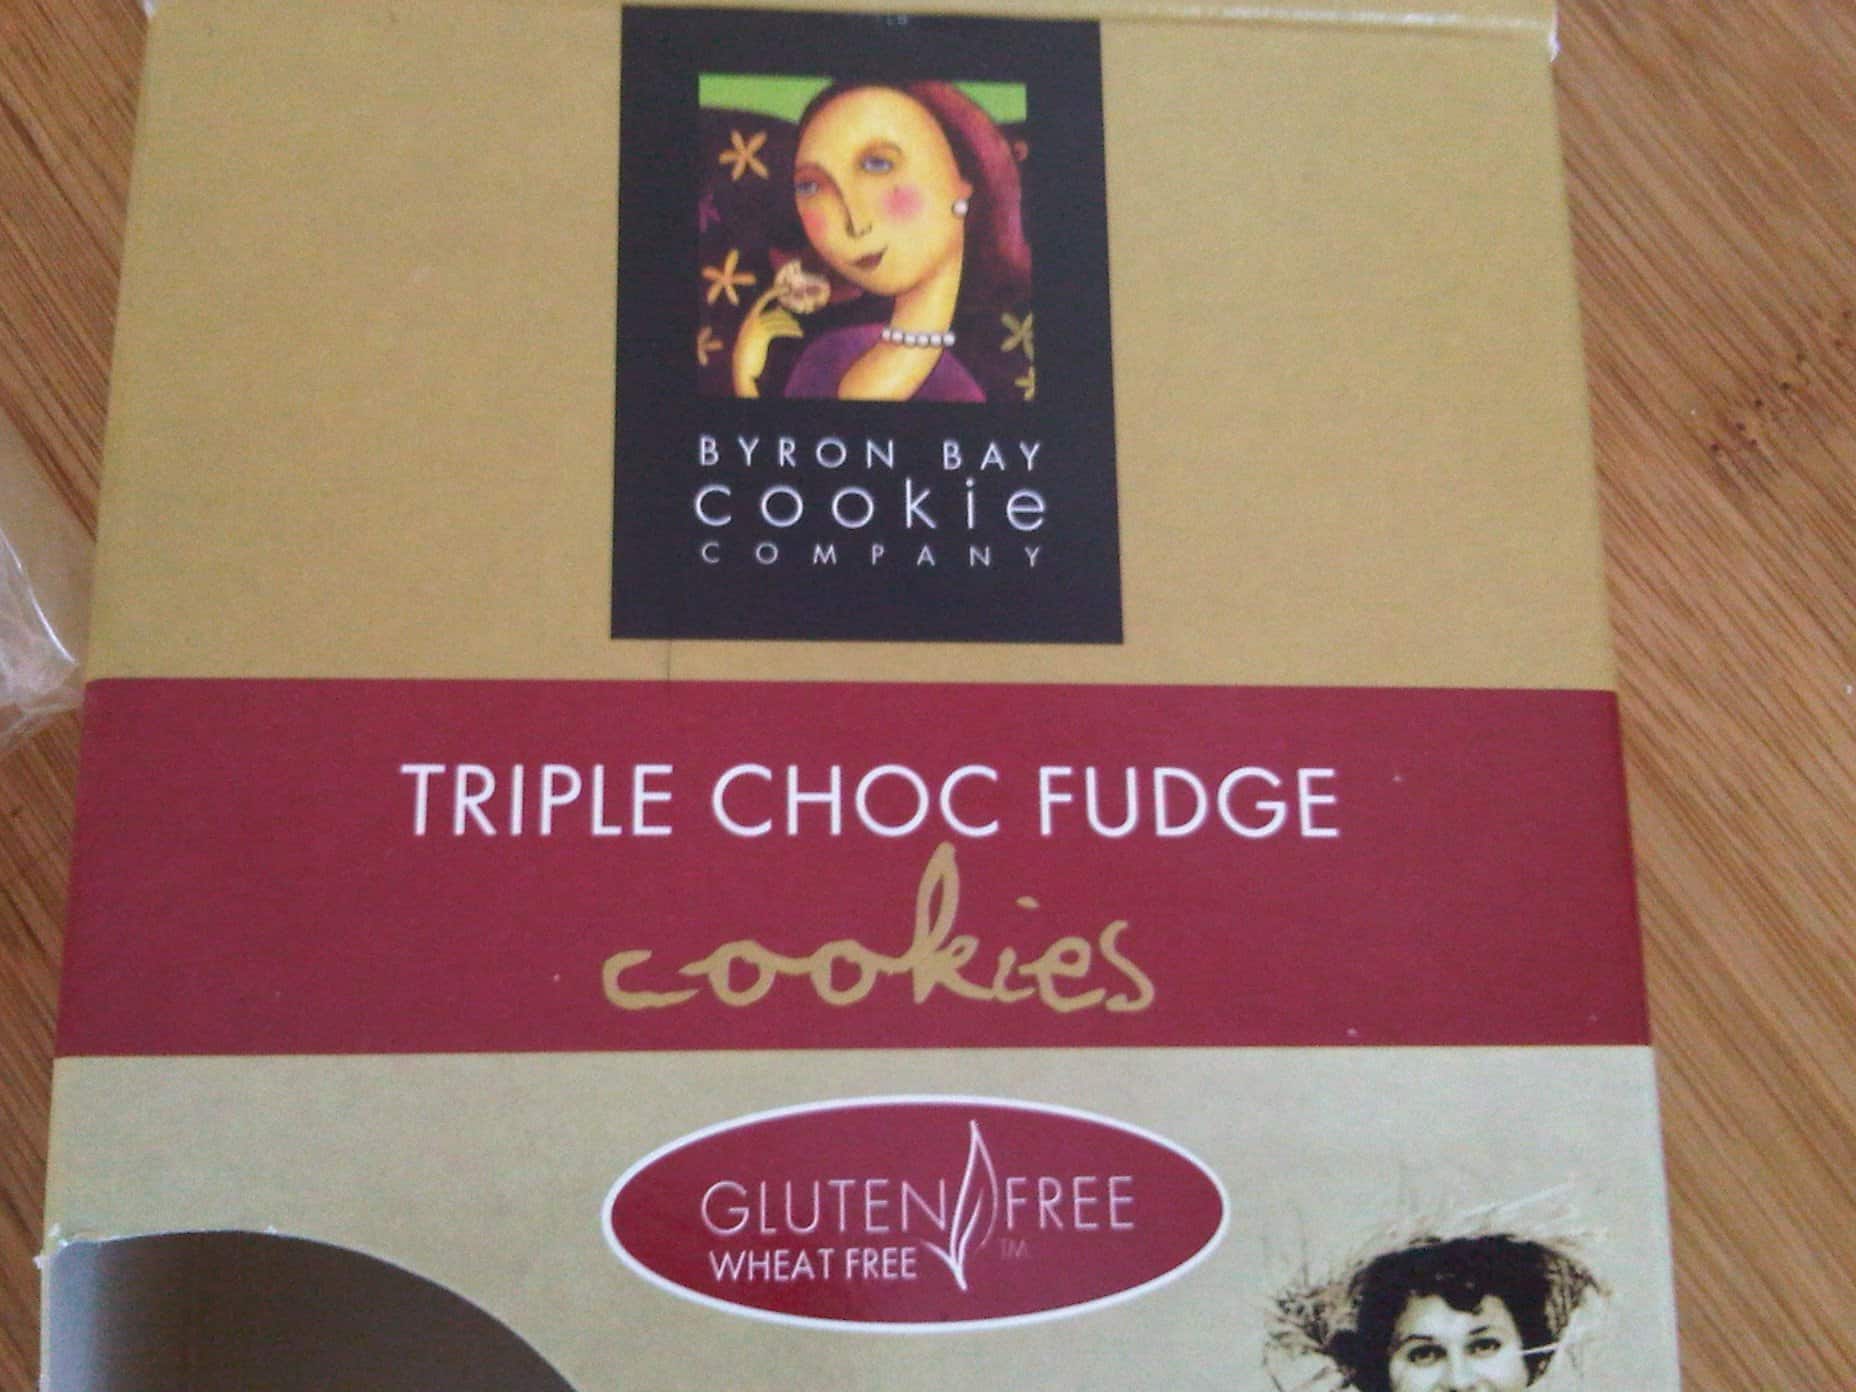 BYRON BAY
cookie
COMPANY
TRIPLE CHOC FUDGE
cookies
GLUTEN FREE
WHEAT FREE
TM